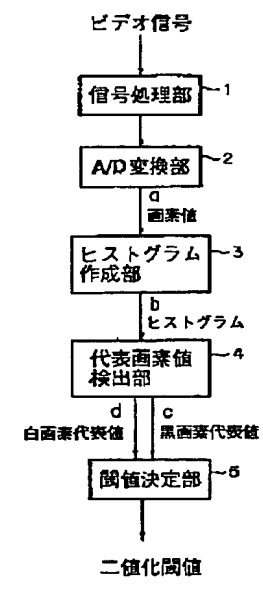 ビデオ信号
信号処理部
1
A/D変換部
2
a
画素値
ヒストグラム
作成部
3
b
ヒストグラム
代表画素値
検出部
4
d
c
白画素代表値
黒画素代表値
閾値決定部
5
二値化閾値